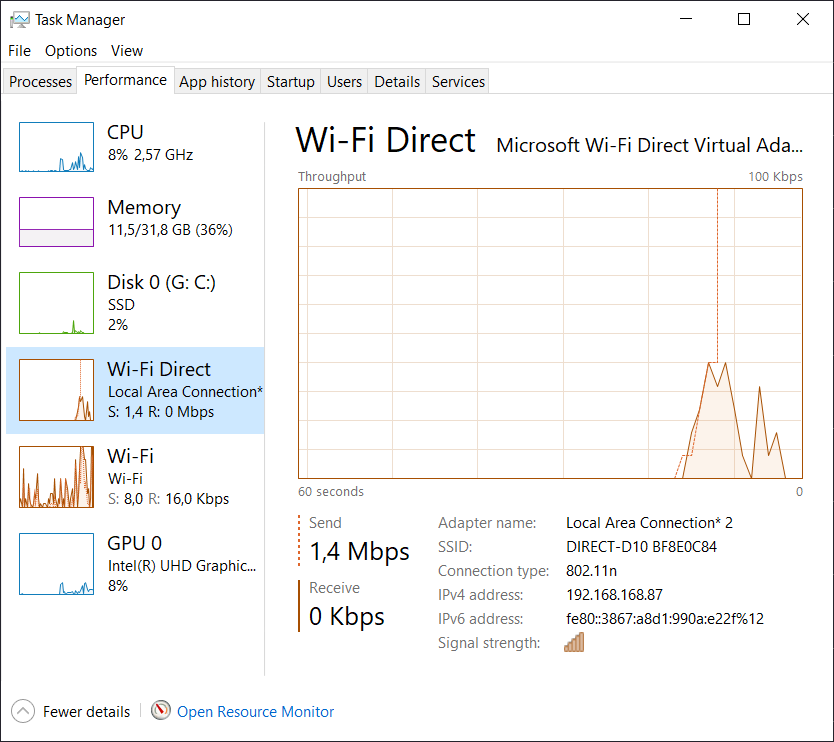 Task Manager
File Options View
Processes Performance App history Startup Users Details Services
CPU
8% 2,57 GHz
Memory
11,5/31,8 GB (36%)
Disk 0 (G: C:)
SSD
2%
Wi-Fi Direct
Local Area Connection*
S: 1,4 R: 0 Mbps
Wi-Fi
Wi-Fi
S: 8,0 R: 16,0 Kbps
GPU 0
Intel(R) UHD Graphic...
8%
Wi-Fi Direct Microsoft Wi-Fi Direct Virtual Ada...
Throughput 100 Kbps
60 seconds 0
Send
1,4 Mbps
Receive
0 Kbps
Adapter name: Local Area Connection* 2
SSID: DIRECT-D10 BF8E0C84
Connection type: 802.11n
IPv4 address: 192.168.168.87
IPv6 address: fe80::3867:a8d1:990a:e22f%12
Signal strength:
Fewer details Open Resource Monitor